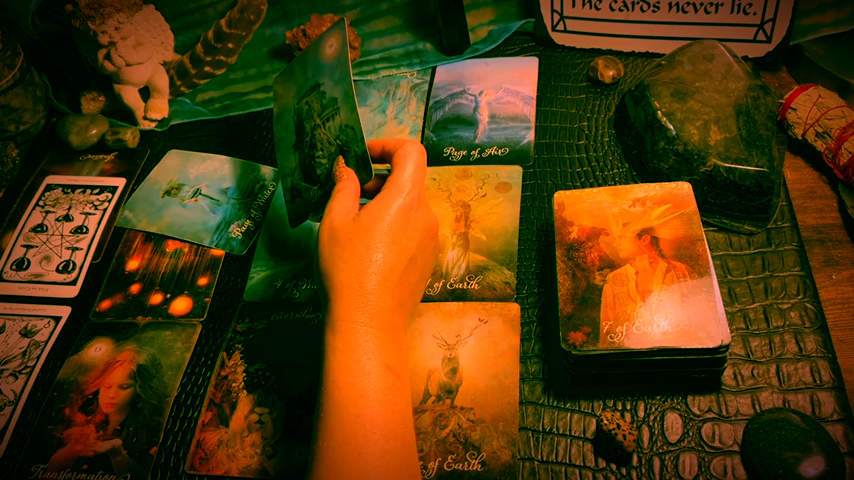 The cards never lie.
Page of Air
Page of Water
of Earth
7 of Earth
of Earth
Transformation